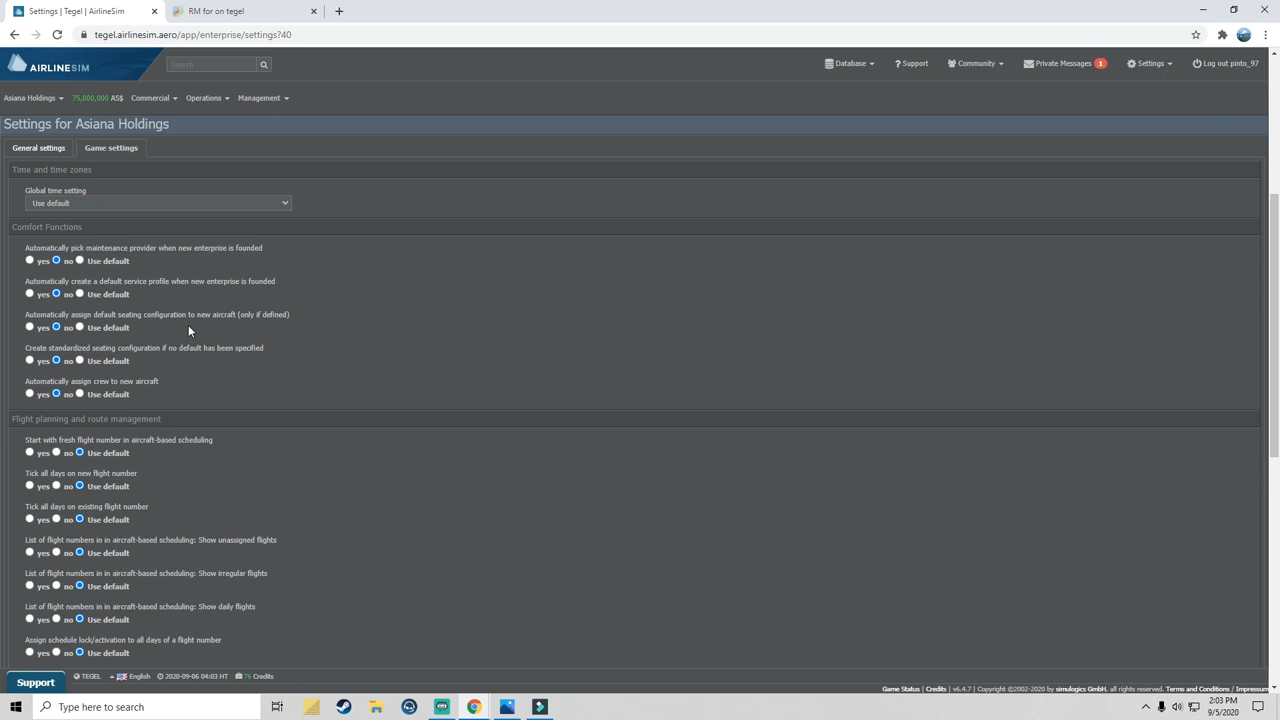 Settings | Tegel | AirlineSim
RM for on tegel
tegel.airlinesim.aero/app/enterprise/settings?40
AIRLINESIM
Search
Database
Support
Community
Private Messages 1
Settings
Log out pinto_97
Asiana Holdings
75,000,000 AS$
Commercial
Operations
Management
Settings for Asiana Holdings
General settings
Game settings
Time and time zones
Global time setting
Use default
Comfort Functions
Automatically pick maintenance provider when new enterprise is founded
yes no Use default
Automatically create a default service profile when new enterprise is founded
yes no Use default
Automatically assign default seating configuration to new aircraft (only if defined)
yes no Use default
Create standardized seating configuration if no default has been specified
yes no Use default
Automatically assign crew to new aircraft
yes no Use default
Flight planning and route management
Start with fresh flight number in aircraft-based scheduling
yes no Use default
Tick all days on new flight number
yes no Use default
Tick all days on existing flight number
yes no Use default
List of flight numbers in in aircraft-based scheduling: Show unassigned flights
yes no Use default
List of flight numbers in in aircraft-based scheduling: Show irregular flights
yes no Use default
List of flight numbers in in aircraft-based scheduling: Show daily flights
yes no Use default
Assign schedule lock/activation to all days of a flight number
yes no Use default
Support
TEGEL
English
2020-09-06 04:03 HT
76 Credits
Game Status | Credits | v6.4.7 | Copyright ©2002-2020 by simulogics GmbH, all rights reserved. Terms and Conditions / Impressum
Type here to search
2:03 PM
9/5/2020